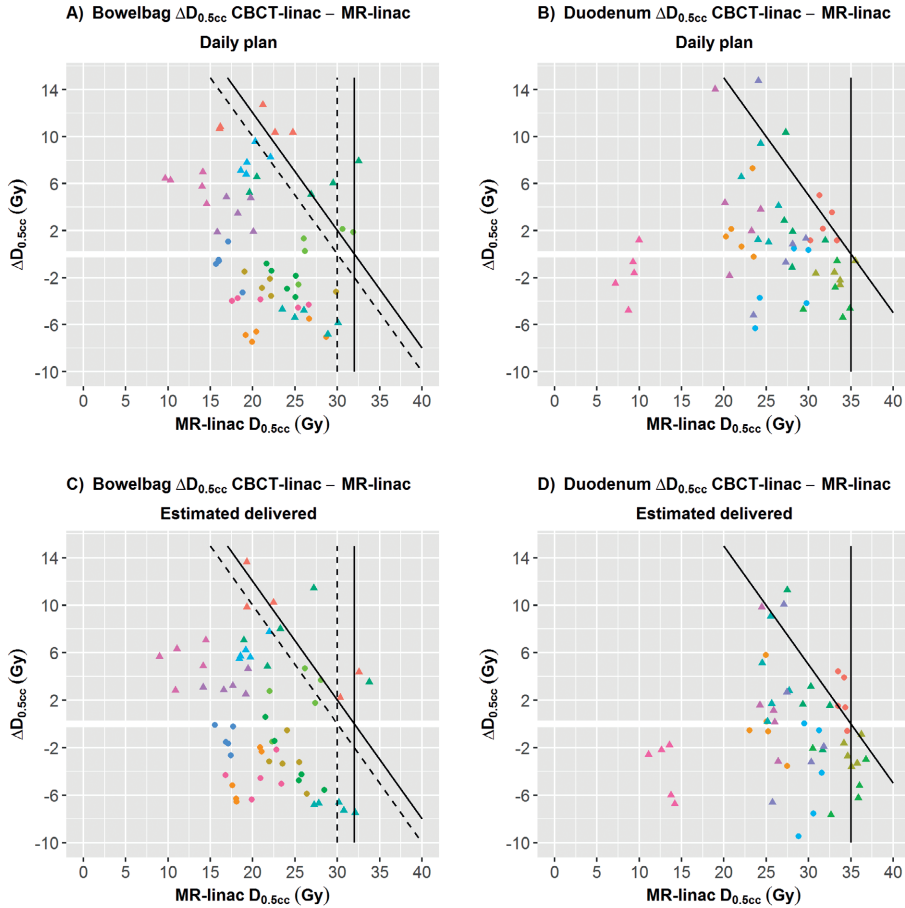 A) Bowelbag ΔD0.5cc CBCT-linac − MR-linac
Daily plan
14
10
6
2
-2
-6
-10
0 5 10 15 20 25 30 35 40
ΔD0.5cc (Gy)
MR-linac D0.5cc (Gy)
B) Duodenum ΔD0.5cc CBCT-linac − MR-linac
Daily plan
14
10
6
2
-2
-6
-10
0 5 10 15 20 25 30 35 40
ΔD0.5cc (Gy)
MR-linac D0.5cc (Gy)
C) Bowelbag ΔD0.5cc CBCT-linac − MR-linac
Estimated delivered
14
10
6
2
-2
-6
-10
0 5 10 15 20 25 30 35 40
ΔD0.5cc (Gy)
MR-linac D0.5cc (Gy)
D) Duodenum ΔD0.5cc CBCT-linac − MR-linac
Estimated delivered
14
10
6
2
-2
-6
-10
0 5 10 15 20 25 30 35 40
ΔD0.5cc (Gy)
MR-linac D0.5cc (Gy)